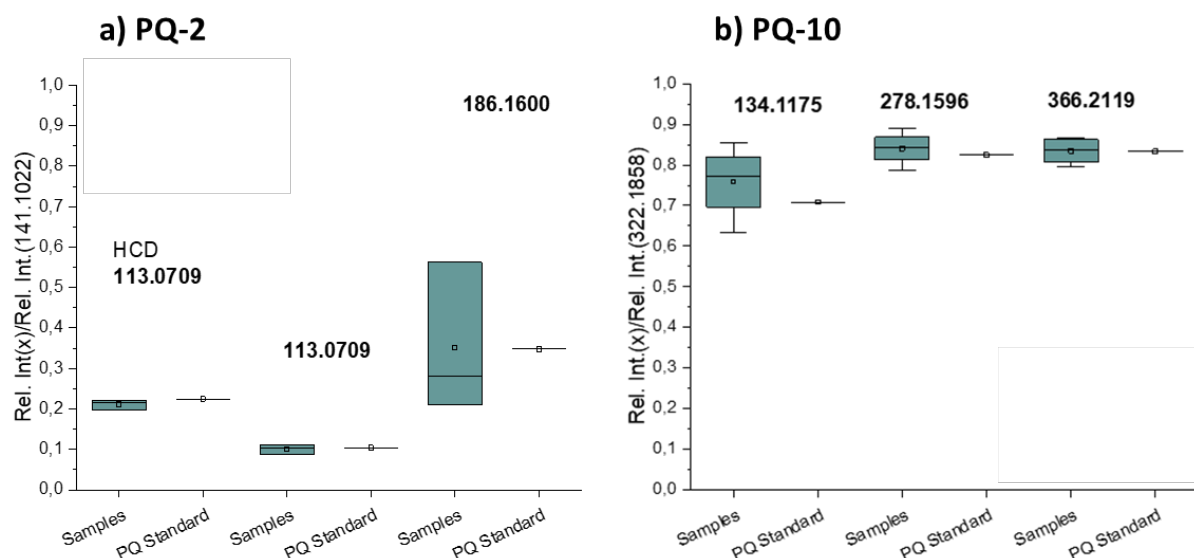 a) PQ-2
Rel. Int(x)/Rel. Int.(141.1022)
1,0
0,9
0,8
0,7
0,6
0,5
0,4
0,3
0,2
0,1
0,0
186.1600
HCD
113.0709
113.0709
Samples
PQ Standard
Samples
PQ Standard
Samples
PQ Standard
b) PQ-10
Rel. Int.(x)/Rel. Int.(322.1858)
1,0
0,9
0,8
0,7
0,6
0,5
0,4
0,3
0,2
0,1
0,0
134.1175
278.1596
366.2119
Samples
PQ Standard
Samples
PQ Standard
Samples
PQ Standard